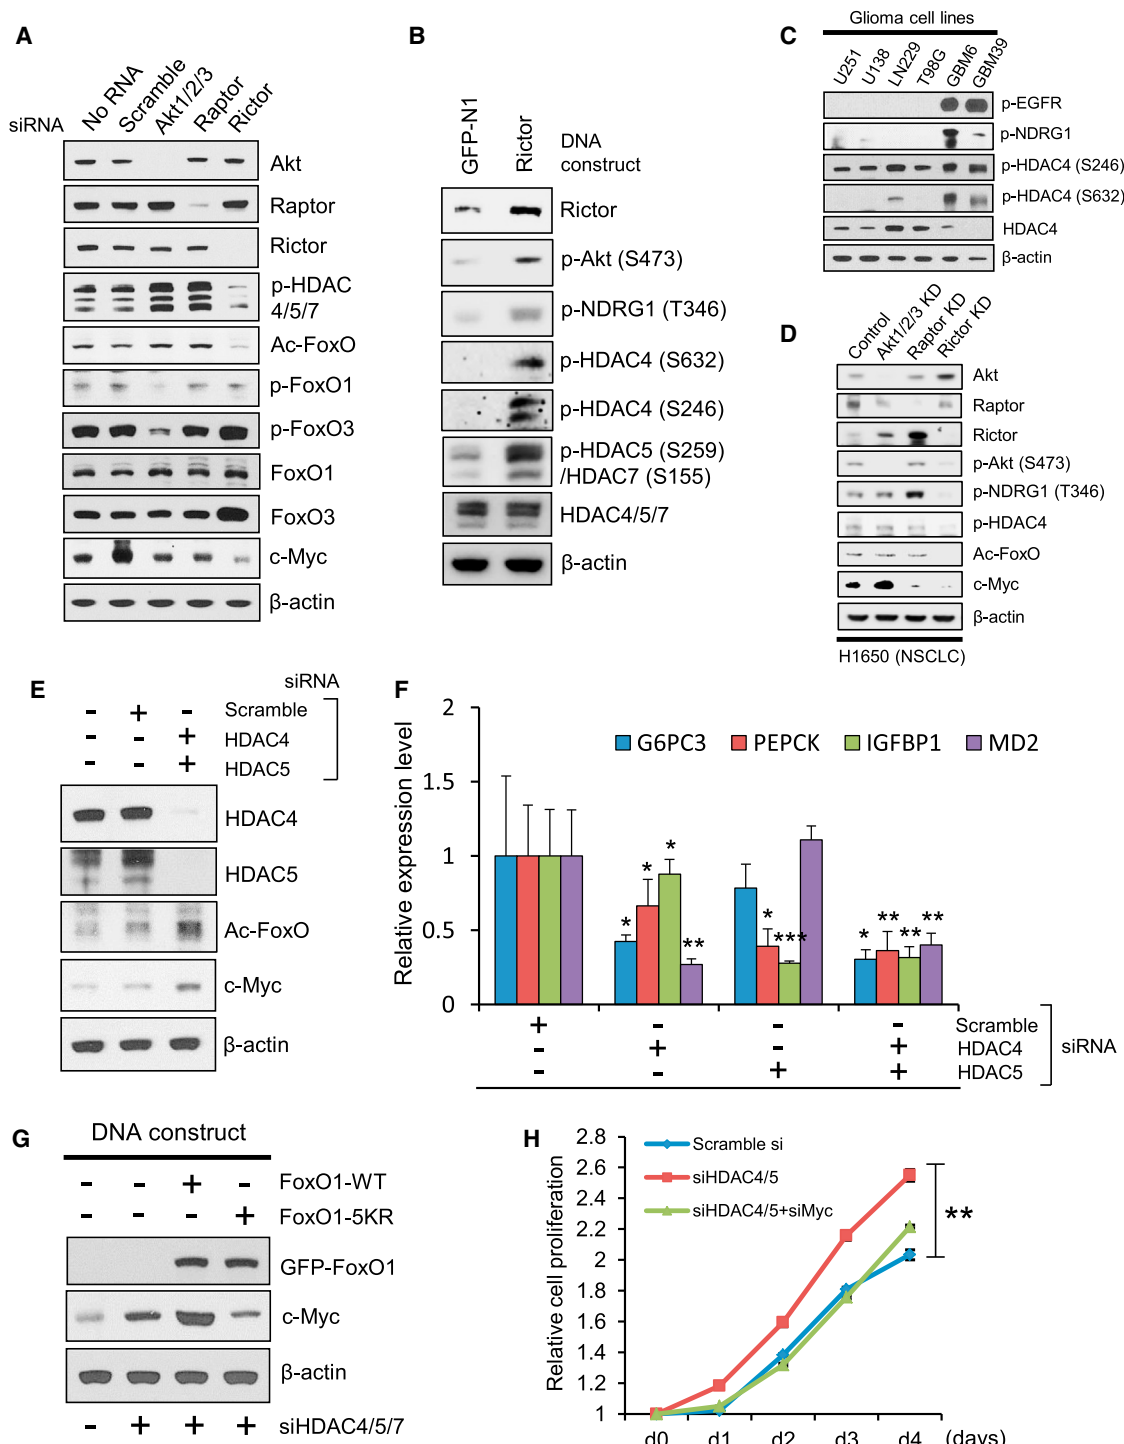 A
siRNA
No RNA
Scramble
Akt1/2/3
Raptor
Rictor
Akt
Raptor
Rictor
p-HDAC
4/5/7
Ac-FoxO
p-FoxO1
p-FoxO3
FoxO1
FoxO3
c-Myc
β-actin
B
GFP-N1
Rictor
DNA
construct
Rictor
p-Akt (S473)
p-NDRG1 (T346)
p-HDAC4 (S632)
p-HDAC4 (S246)
p-HDAC5 (S259)
/HDAC7 (S155)
HDAC4/5/7
β-actin
C
Glioma cell lines
U251
U138
LN229
T98G
GBM6
GBM39
p-EGFR
p-NDRG1
p-HDAC4 (S246)
p-HDAC4 (S632)
HDAC4
β-actin
D
Control
Akt1/2/3 KD
Raptor KD
Rictor KD
Akt
Raptor
Rictor
p-Akt (S473)
p-NDRG1 (T346)
p-HDAC4
Ac-FoxO
c-Myc
β-actin
H1650 (NSCLC)
E
siRNA
- + - Scramble
- - + HDAC4
- - + HDAC5
HDAC4
HDAC5
Ac-FoxO
c-Myc
β-actin
F
Relative expression level
2
1.5
1
0.5
0
G6PC3 PEPCK IGFBP1 MD2
* * * **
* ***
* ** ** **
+ - - - Scramble
- + - + HDAC4
- - + + HDAC5
siRNA
G
DNA construct
- - + - FoxO1-WT
- - - + FoxO1-5KR
GFP-FoxO1
c-Myc
β-actin
- + + + siHDAC4/5/7
H
Relative cell proliferation
2.8
2.6
2.4
2.2
2
1.8
1.6
1.4
1.2
1
Scramble si
siHDAC4/5
siHDAC4/5+siMyc
**
d0 d1 d2 d3 d4 (days)